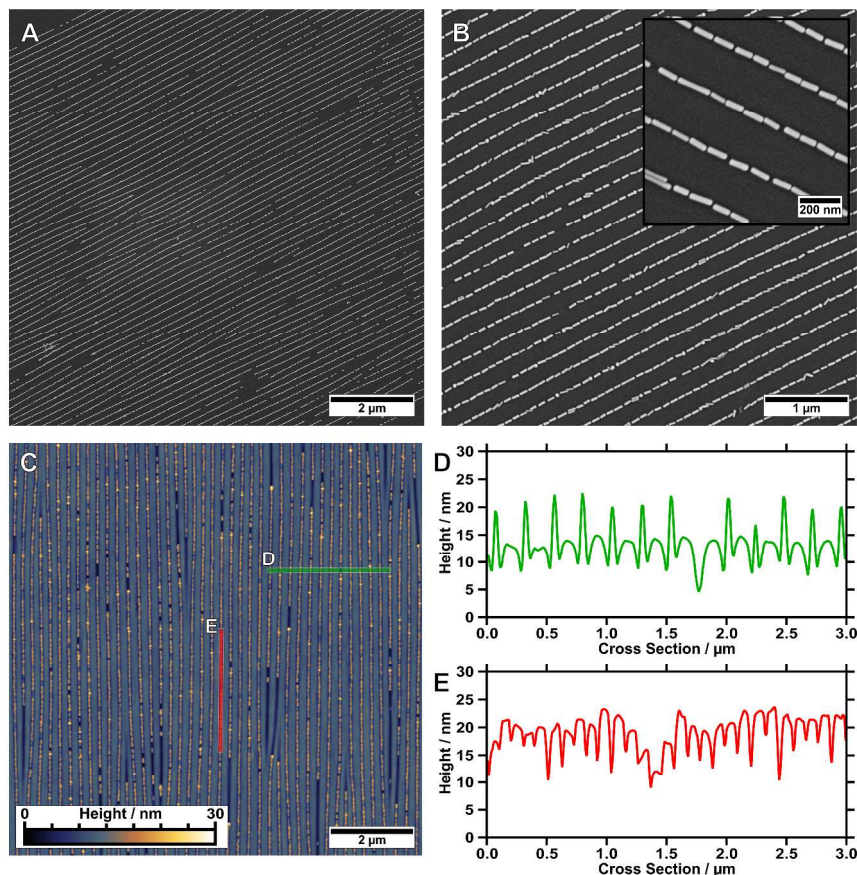 A
2 µm
B
200 nm
1 µm
C
D
E
0 Height / nm 30
2 µm
D
30
25
20
15
10
5
0
Height / nm
0.0 0.5 1.0 1.5 2.0 2.5 3.0
Cross Section / µm
E
30
25
20
15
10
0
Height / nm
0.0 0.5 1.0 1.5 2.0 2.5 3.0
Cross Section / µm